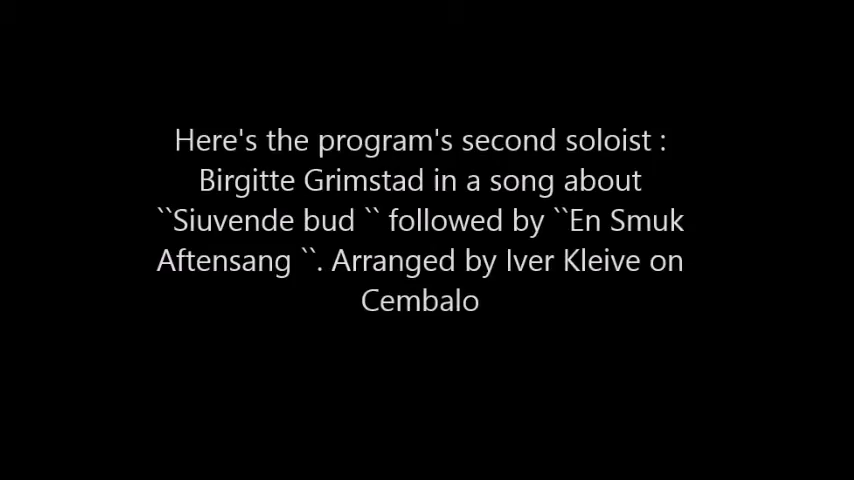 Here's the program's second soloist :
Birgitte Grimstad in a song about
``Siuvende bud `` followed by ``En Smuk
Aftensang ``. Arranged by Iver Kleive on
Cembalo